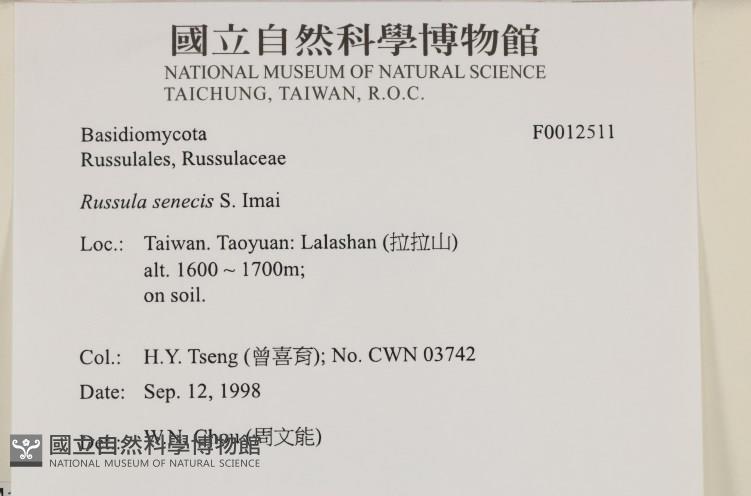 國立自然科學博物館
NATIONAL MUSEUM OF NATURAL SCIENCE
TAICHUNG, TAIWAN, R.O.C.
Basidiomycota F0012511
Russulales, Russulaceae
Russula senecis S. Imai
Loc.: Taiwan. Taoyuan: Lalashan (拉拉山)
alt. 1600 ~ 1700m;
on soil.
Col.: H.Y. Tseng (曾喜育); No. CWN 03742
Date: Sep. 12, 1998
Det.: W.N. Chou (周文能)
國立自然科學博物館
NATIONAL MUSEUM OF NATURAL SCIENCE